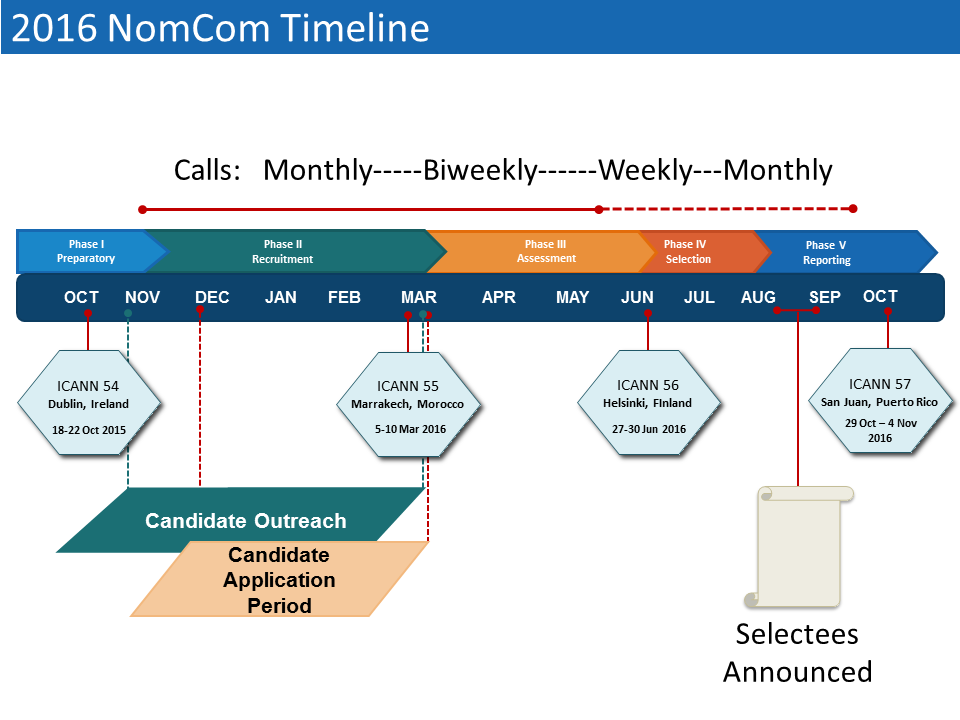 2016 NomCom Timeline
Calls:   Monthly-----Biweekly------Weekly---Monthly
Phase I
Preparatory
Phase II
Recruitment
Phase III
Assessment
Phase IV
Selection
Phase V
Reporting
OCT NOV DEC JAN FEB MAR APR MAY JUN JUL AUG SEP OCT
ICANN 54
Dublin, Ireland
18-22 Oct 2015
ICANN 55
Marrakech, Morocco
5-10 Mar 2016
ICANN 56
Helsinki, FInland
27-30 Jun 2016
ICANN 57
San Juan, Puerto Rico
29 Oct – 4 Nov
2016
Candidate Outreach
Candidate
Application
Period
Selectees
Announced